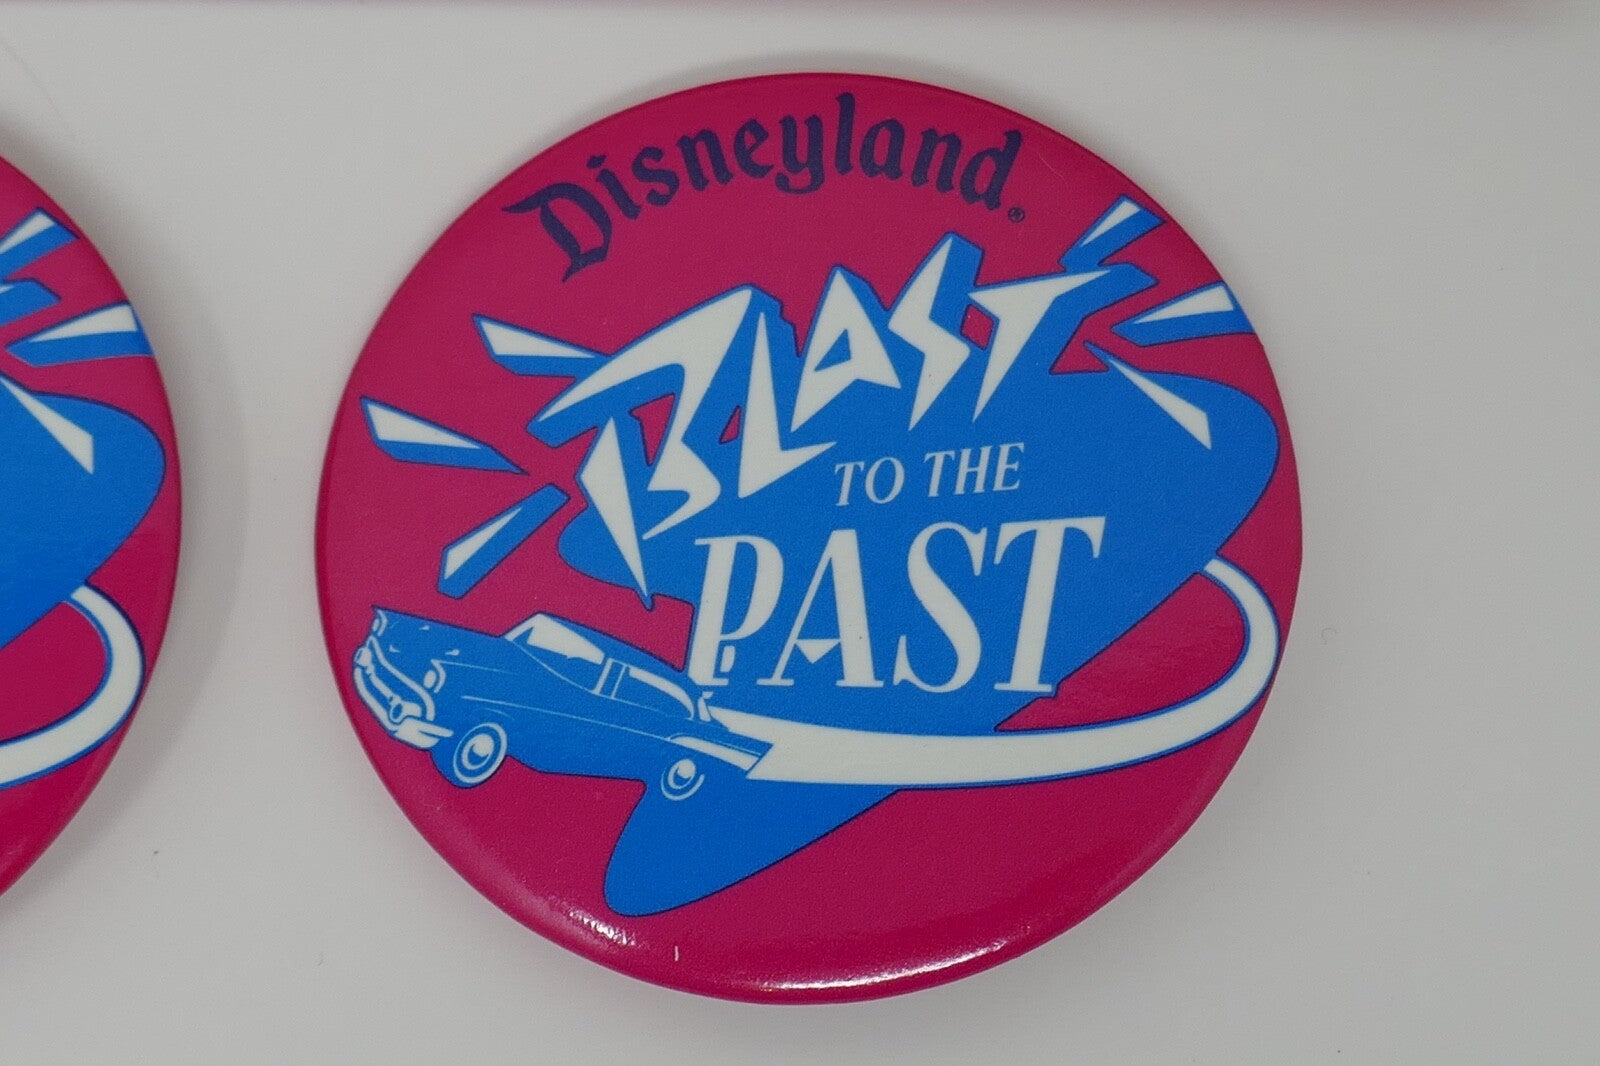 Disneyland®
BLAST
TO THE
PAST